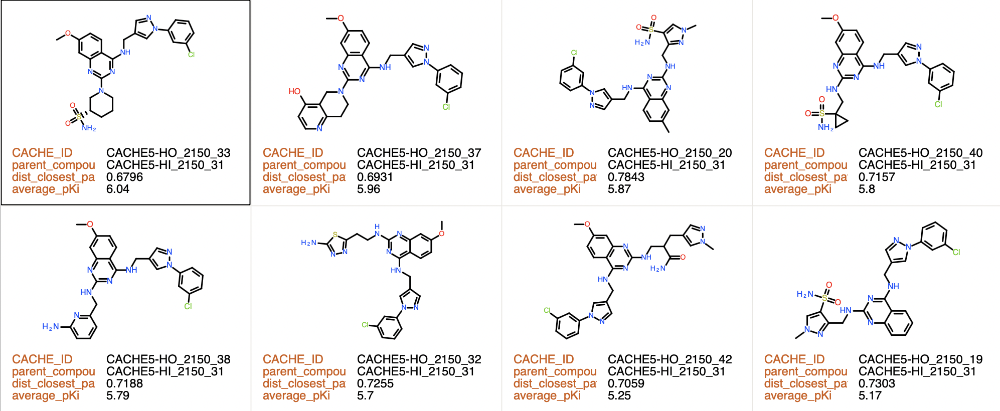 CACHE_ID CACHE5-HO_2150_33
parent_compou CACHE5-HI_2150_31
dist_closest_pa 0.6796
average_pKi 6.04
CACHE_ID CACHE5-HO_2150_37
parent_compou CACHE5-HI_2150_31
dist_closest_pa 0.6931
average_pKi 5.96
CACHE_ID CACHE5-HO_2150_20
parent_compou CACHE5-HI_2150_31
dist_closest_pa 0.7843
average_pKi 5.87
CACHE_ID CACHE5-HO_2150_40
parent_compou CACHE5-HI_2150_31
dist_closest_pa 0.7157
average_pKi 5.8
CACHE_ID CACHE5-HO_2150_38
parent_compou CACHE5-HI_2150_31
dist_closest_pa 0.7188
average_pKi 5.79
CACHE_ID CACHE5-HO_2150_32
parent_compou CACHE5-HI_2150_31
dist_closest_pa 0.7255
average_pKi 5.7
CACHE_ID CACHE5-HO_2150_42
parent_compou CACHE5-HI_2150_31
dist_closest_pa 0.7059
average_pKi 5.25
CACHE_ID CACHE5-HO_2150_19
parent_compou CACHE5-HI_2150_31
dist_closest_pa 0.7303
average_pKi 5.17